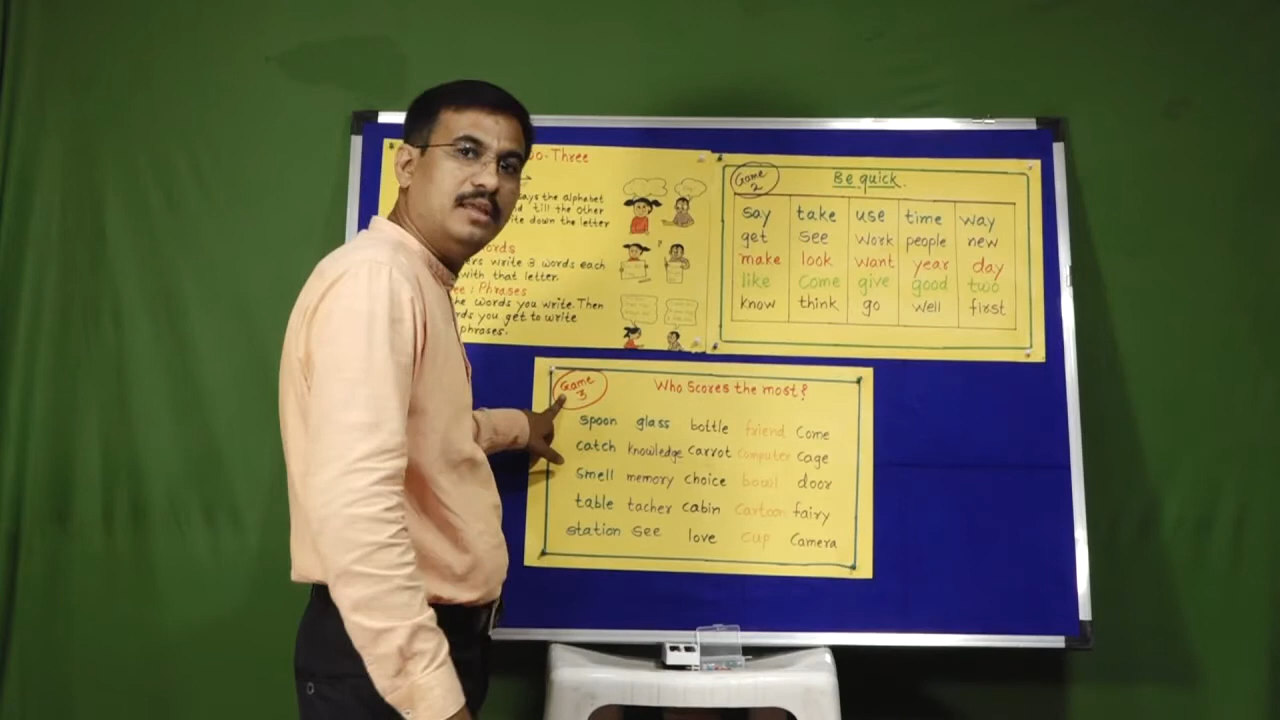 o-Three
says the alphabet
'till the other
te down the letter
ords
ers write 3 words each
with that letter.
ee: Phrases
he words you write. Then
rds you get to write
phrases.
Game 2
Be quick
say take use time way
get see work people new
make look want year day
like come give good two
know think go well first
Game 3
Who scores the most?
spoon glass bottle friend come
catch knowledge carrot computer cage
smell memory choice bowl door
table tacher cabin cartoon fairy
station see love cup camera